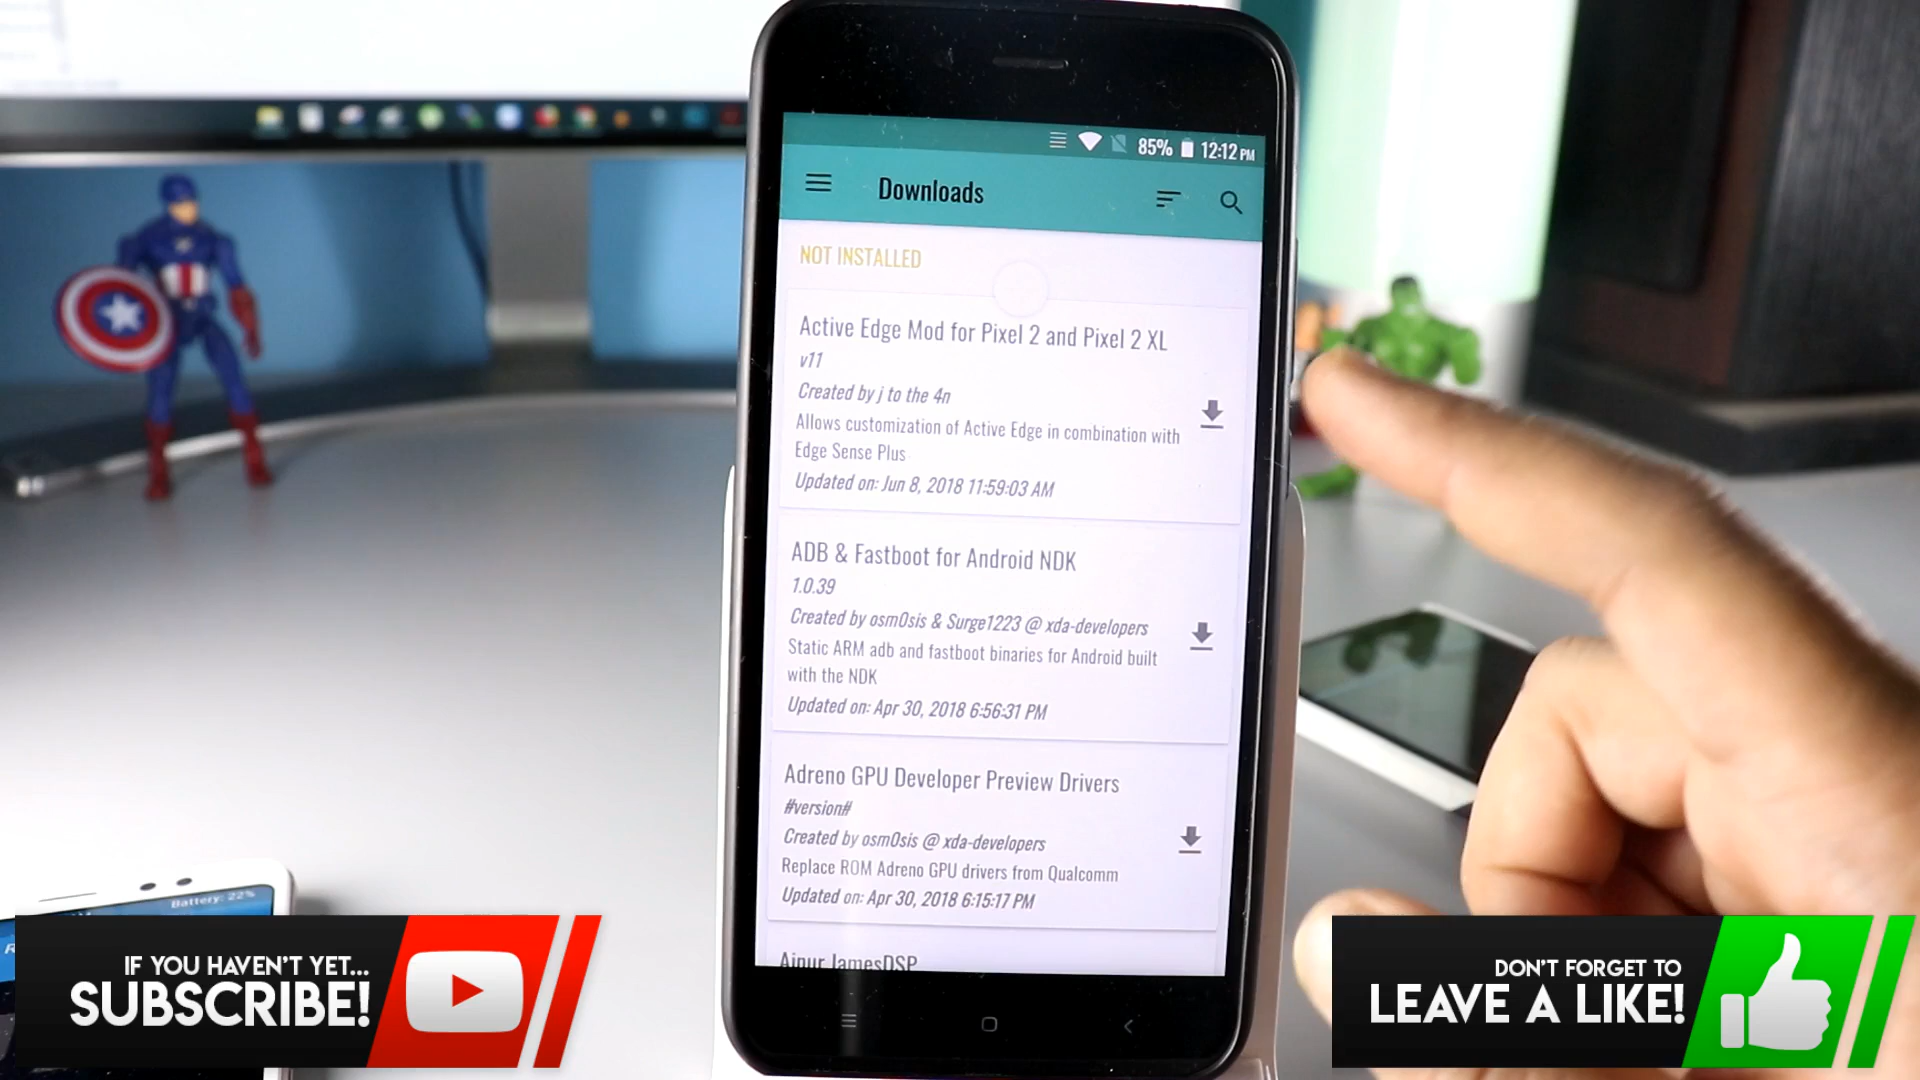 85% 12:12 PM
Downloads
NOT INSTALLED
Active Edge Mod for Pixel 2 and Pixel 2 XL
v11
Created by j to the 4n
Allows customization of Active Edge in combination with
Edge Sense Plus
Updated on: Jun 8, 2018 11:59:03 AM
ADB & Fastboot for Android NDK
1.0.39
Created by osm0sis & Surge1223 @ xda-developers
Static ARM adb and fastboot binaries for Android built
with the NDK
Updated on: Apr 30, 2018 6:56:31 PM
Adreno GPU Developer Preview Drivers
#version#
Created by osm0sis @ xda-developers
Replace ROM Adreno GPU drivers from Qualcomm
Updated on: Apr 30, 2018 6:15:17 PM
Ainur JamesDSP
Battery: 22%
IF YOU HAVEN'T YET...
SUBSCRIBE!
DON'T FORGET TO
LEAVE A LIKE!